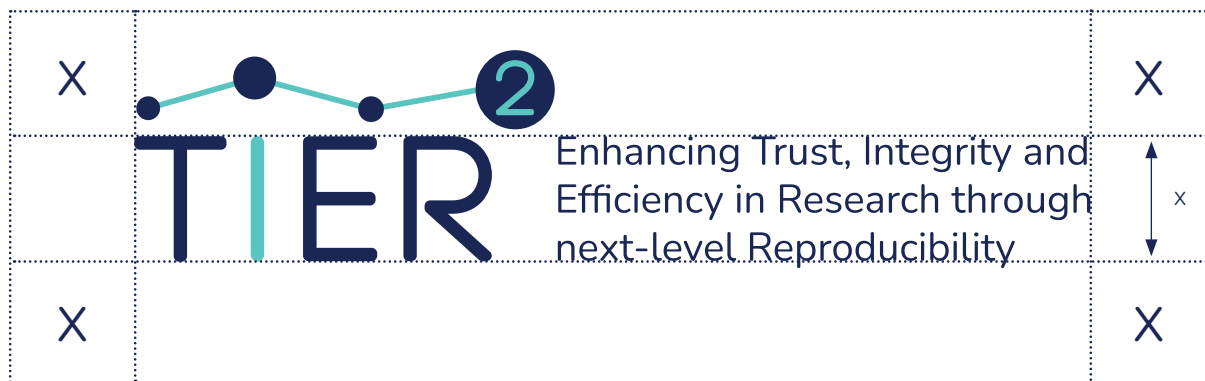 X X
2
TIER
Enhancing Trust, Integrity and
Efficiency in Research through
next-level Reproducibility
x
X X